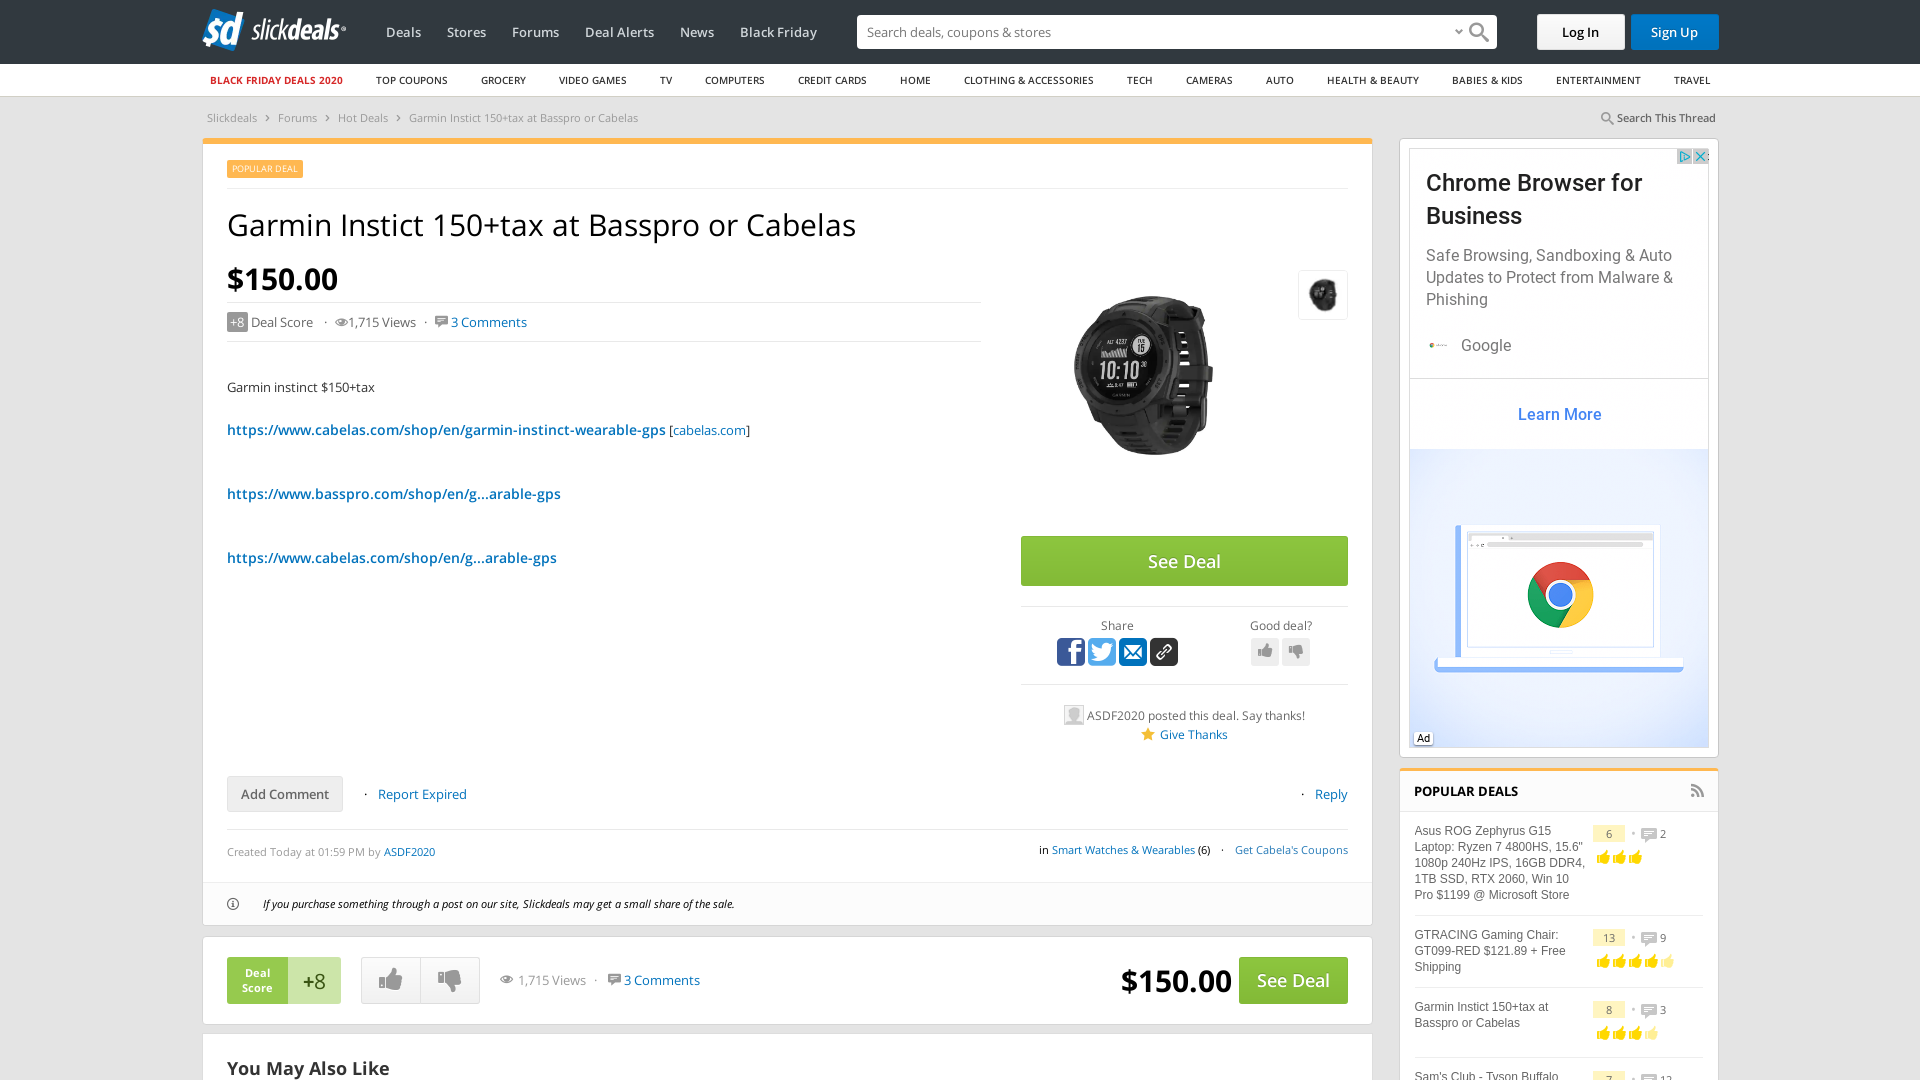 sd slickdeals
Deals
Stores
Forums
Deal Alerts
News
Black Friday
Search deals, coupons & stores
Log In
Sign Up
BLACK FRIDAY DEALS 2020
TOP COUPONS
GROCERY
VIDEO GAMES
TV
COMPUTERS
CREDIT CARDS
HOME
CLOTHING & ACCESSORIES
TECH
CAMERAS
AUTO
HEALTH & BEAUTY
BABIES & KIDS
ENTERTAINMENT
TRAVEL
Slickdeals > Forums > Hot Deals > Garmin Instict 150+tax at Basspro or Cabelas
Search This Thread
POPULAR DEAL
Garmin Instict 150+tax at Basspro or Cabelas
$150.00
+8 Deal Score · 1,715 Views · 3 Comments
Garmin instinct $150+tax
https://www.cabelas.com/shop/en/garmin-instinct-wearable-gps [cabelas.com]
https://www.basspro.com/shop/en/g...arable-gps
https://www.cabelas.com/shop/en/g...arable-gps
10:10
See Deal
Share
Good deal?
ASDF2020 posted this deal. Say thanks!
Give Thanks
Add Comment · Report Expired
· Reply
Created Today at 01:59 PM by ASDF2020
in Smart Watches & Wearables (6) · Get Cabela's Coupons
If you purchase something through a post on our site, Slickdeals may get a small share of the sale.
Deal
Score
+8
1,715 Views · 3 Comments
$150.00
See Deal
You May Also Like
Chrome Browser for
Business
Safe Browsing, Sandboxing & Auto
Updates to Protect from Malware &
Phishing
Google
Learn More
Ad
POPULAR DEALS
Asus ROG Zephyrus G15
Laptop: Ryzen 7 4800HS, 15.6"
1080p 240Hz IPS, 16GB DDR4,
1TB SSD, RTX 2060, Win 10
Pro $1199 @ Microsoft Store
6 • 2
GTRACING Gaming Chair:
GT099-RED $121.89 + Free
Shipping
13 • 9
Garmin Instict 150+tax at
Basspro or Cabelas
8 • 3
Sam's Club - Tyson Buffalo
7 • 12